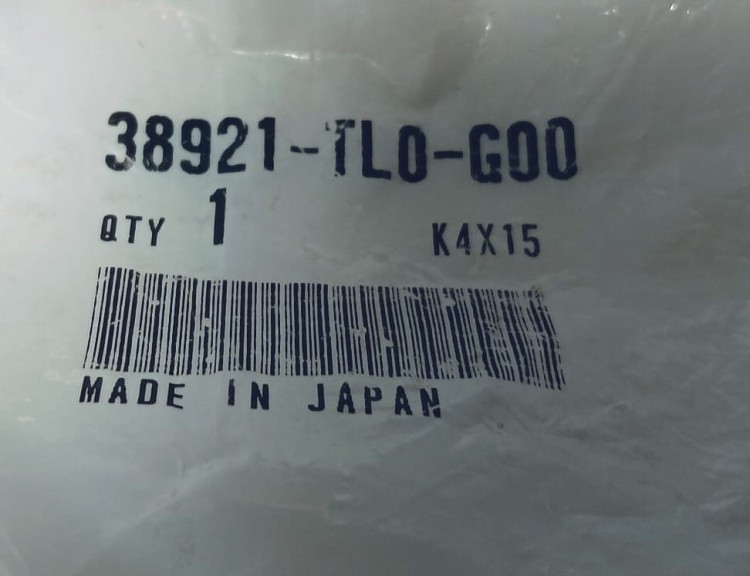 38921-TL0-G00
QTY 1 K4X15
MADE IN JAPAN